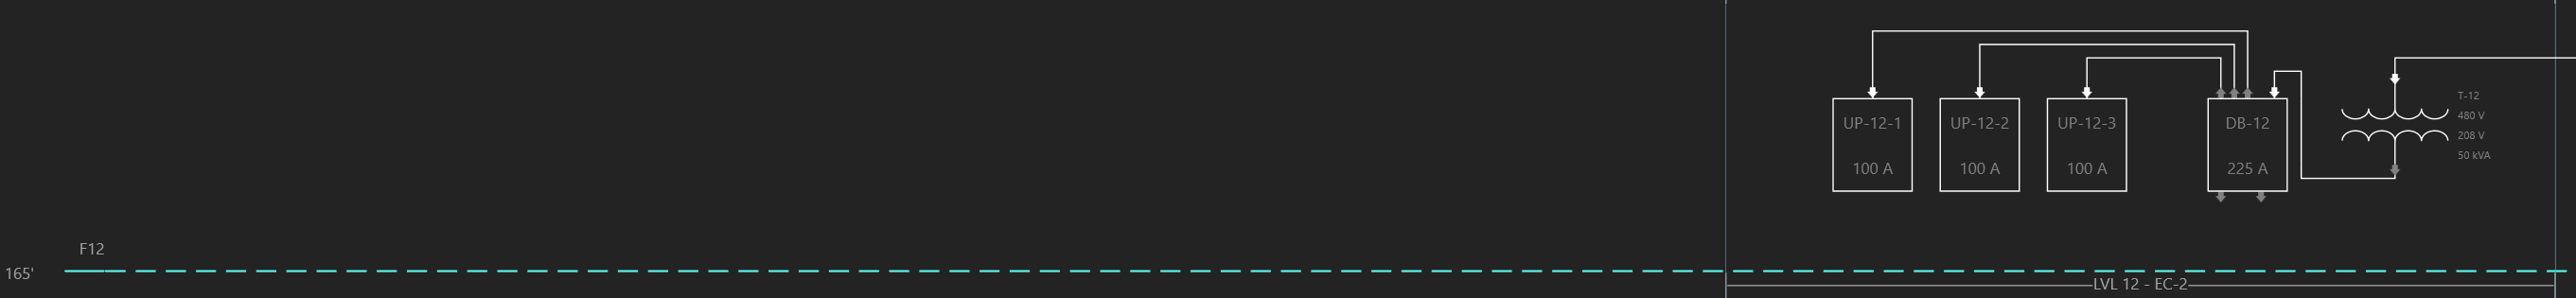 UP-12-1
100 A
UP-12-2
100 A
UP-12-3
100 A
DB-12
225 A
T-12
480 V
208 V
50 kVA
F12
165'
LVL 12 - EC-2